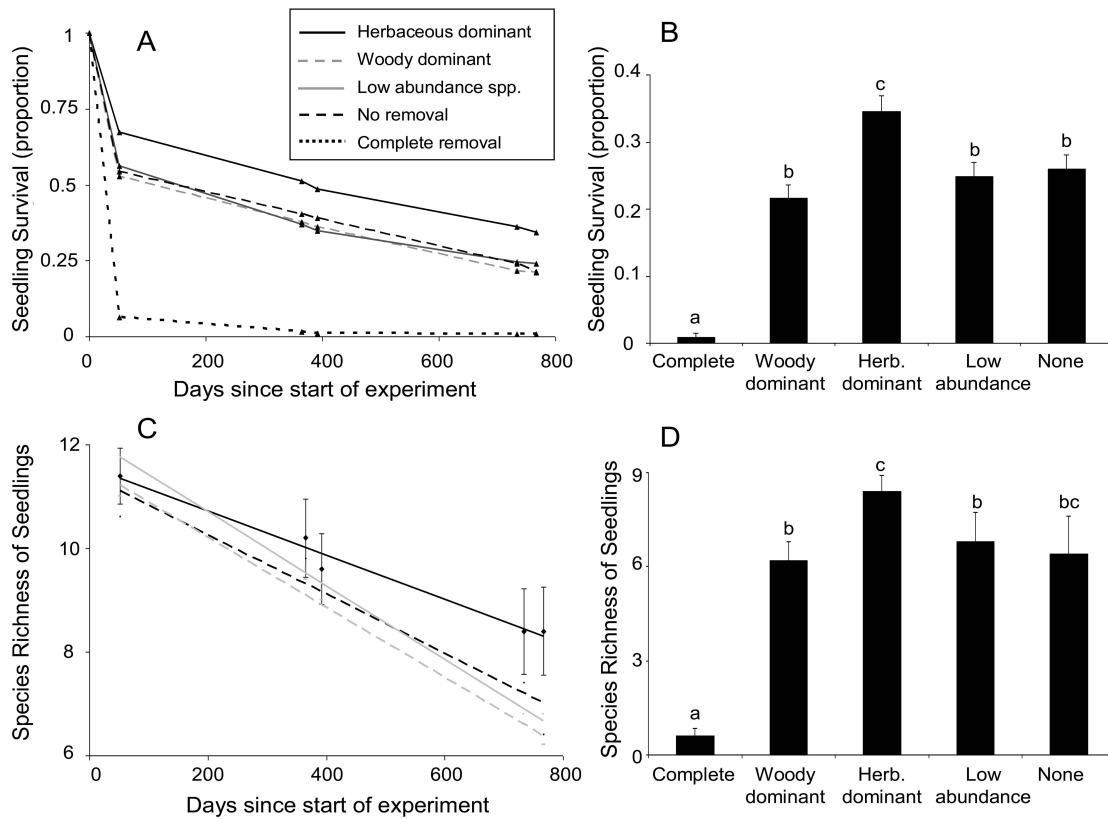 A
Seedling Survival (proportion)
1
0.75
0.5
0.25
0
0 200 400 600 800
Days since start of experiment
Herbaceous dominant
Woody dominant
Low abundance spp.
No removal
Complete removal
B
Seedling Survival (proportion)
0.4
0.3
0.2
0.1
0
a b c b b
Complete Woody Herb. Low None
dominant dominant abundance
C
Species Richness of Seedlings
12
10
8
6
0 200 400 600 800
Days since start of experiment
D
Species Richness of Seedlings
9
6
3
0
a b c b bc
Complete Woody Herb. Low None
dominant dominant abundance